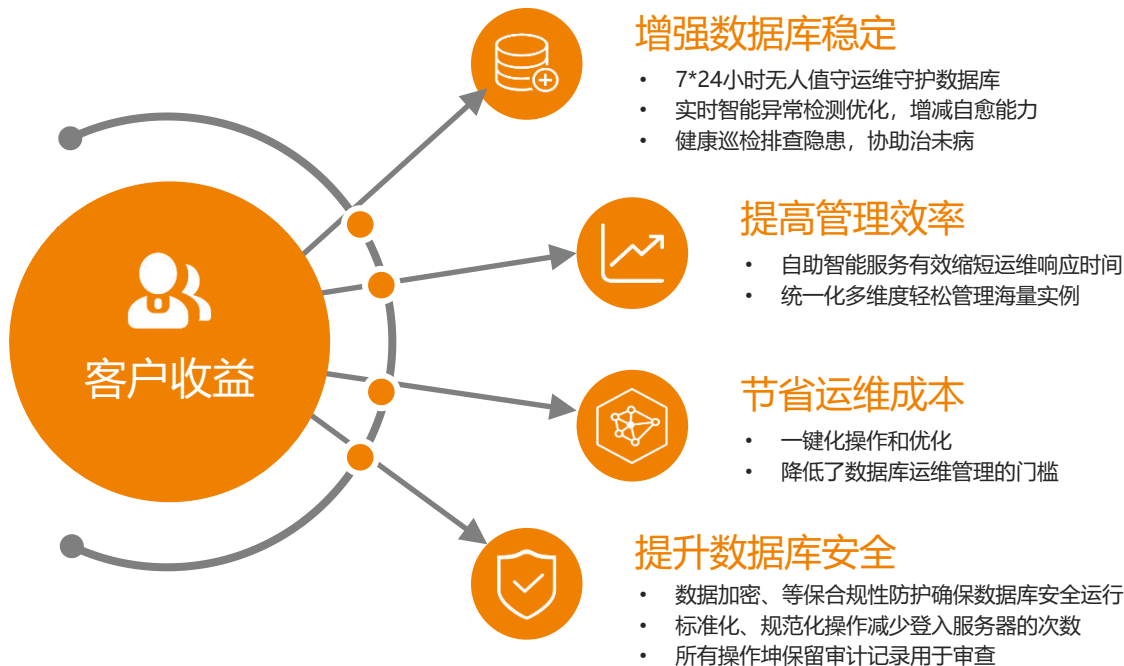 增强数据库稳定
• 7*24小时无人值守运维守护数据库
• 实时智能异常检测优化，增减自愈能力
• 健康巡检排查隐患，协助治未病
提高管理效率
• 自助智能服务有效缩短运维响应时间
• 统一化多维度轻松管理海量实例
客户收益
节省运维成本
• 一键化操作和优化
• 降低了数据库运维管理的门槛
提升数据库安全
• 数据加密、等保合规性防护确保数据库安全运行
• 标准化、规范化操作减少登入服务器的次数
• 所有操作坤保留审计记录用于审查